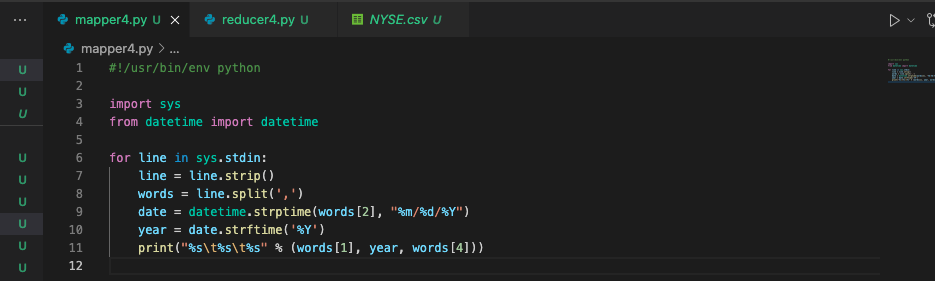 ... mapper4.py U × reducer4.py U NYSE.csv U
mapper4.py > ...
U 1 #!/usr/bin/env python
U 2
U 3 import sys
4 from datetime import datetime
5
U 6 for line in sys.stdin:
U 7 line = line.strip()
U 8 words = line.split(',')
U 9 date = datetime.strptime(words[2], "%m/%d/%Y")
10 year = date.strftime('%Y')
U 11 print("%s\t%s\t%s" % (words[1], year, words[4]))
U 12